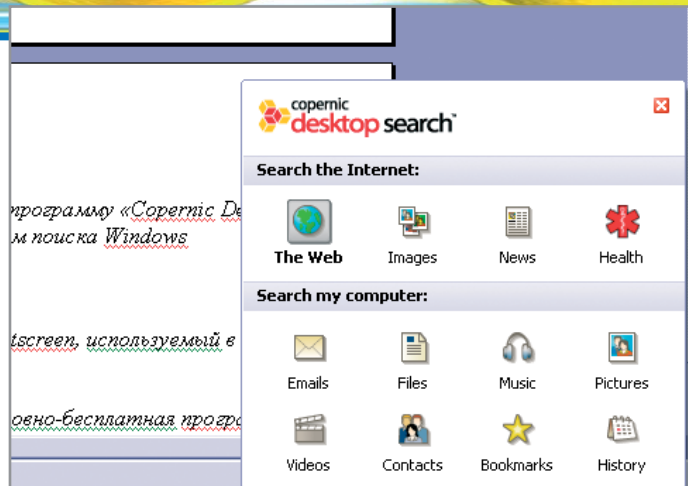 copernic
desktop search™
Search the Internet:
программу «Copernic De
м поиска Windows
The Web Images News Health
Search my computer:
tscreen, используемый в
Emails Files Music Pictures
овно-бесплатная програ
Videos Contacts Bookmarks History